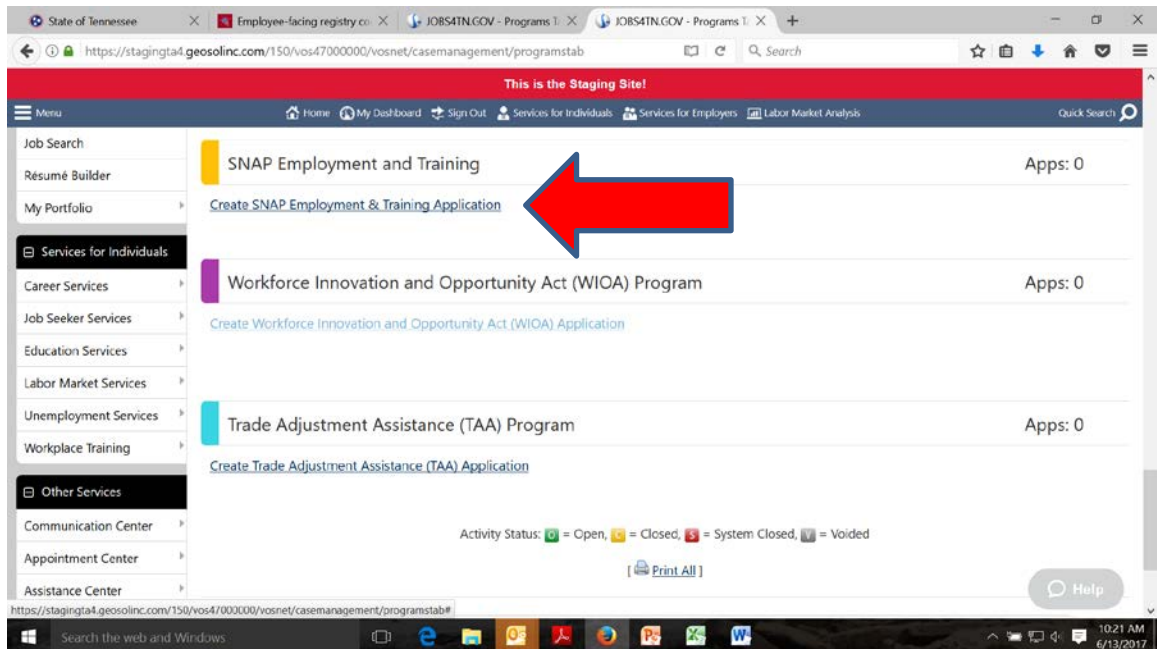 State of Tennessee
Employee-facing registry co
JOBS4TN.GOV - Programs T
JOBS4TN.GOV - Programs T
https://stagingta4.geosolinc.com/150/vos47000000/vosnet/casemanagement/programstab
Search
This is the Staging Site!
Menu
Home
My Dashboard
Sign Out
Services for Individuals
Services for Employers
Labor Market Analysis
Quick Search
Job Search
Résumé Builder
My Portfolio
Services for Individuals
Career Services
Job Seeker Services
Education Services
Labor Market Services
Unemployment Services
Workplace Training
Other Services
Communication Center
Appointment Center
Assistance Center
SNAP Employment and Training Apps: 0
Create SNAP Employment & Training Application
Workforce Innovation and Opportunity Act (WIOA) Program Apps: 0
Create Workforce Innovation and Opportunity Act (WIOA) Application
Trade Adjustment Assistance (TAA) Program Apps: 0
Create Trade Adjustment Assistance (TAA) Application
Activity Status: O = Open, C = Closed, S = System Closed, V = Voided
[ Print All ]
Help
https://stagingta4.geosolinc.com/150/vos47000000/vosnet/casemanagement/programstab#
Search the web and Windows
10:21 AM
6/13/2017